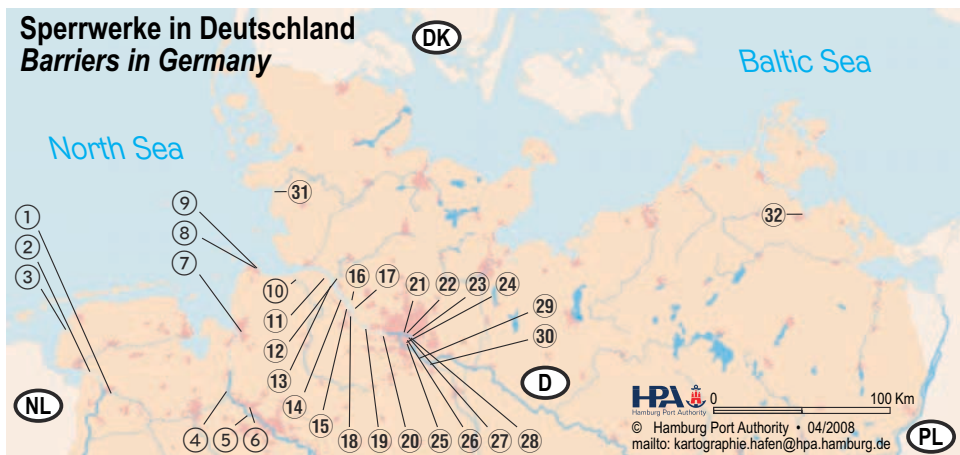 Sperrwerke in Deutschland
Barriers in Germany
DK
Baltic Sea
North Sea
31
32
9
8
7
1
2
3
10
11
12
13
14
15
16
17
18
19
20
21
22
23
24
29
30
25
26
27
28
4
5
6
NL
D
PL
HPA
Hamburg Port Authority
0
100 Km
© Hamburg Port Authority • 04/2008
mailto: kartographie.hafen@hpa.hamburg.de